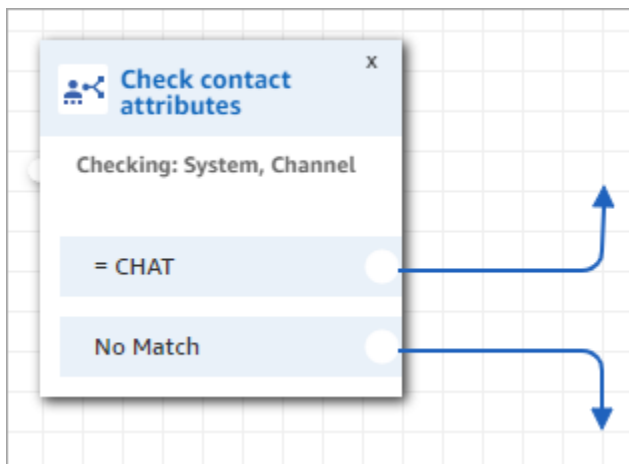 x
Check contact
attributes
Checking: System, Channel
= CHAT
No Match